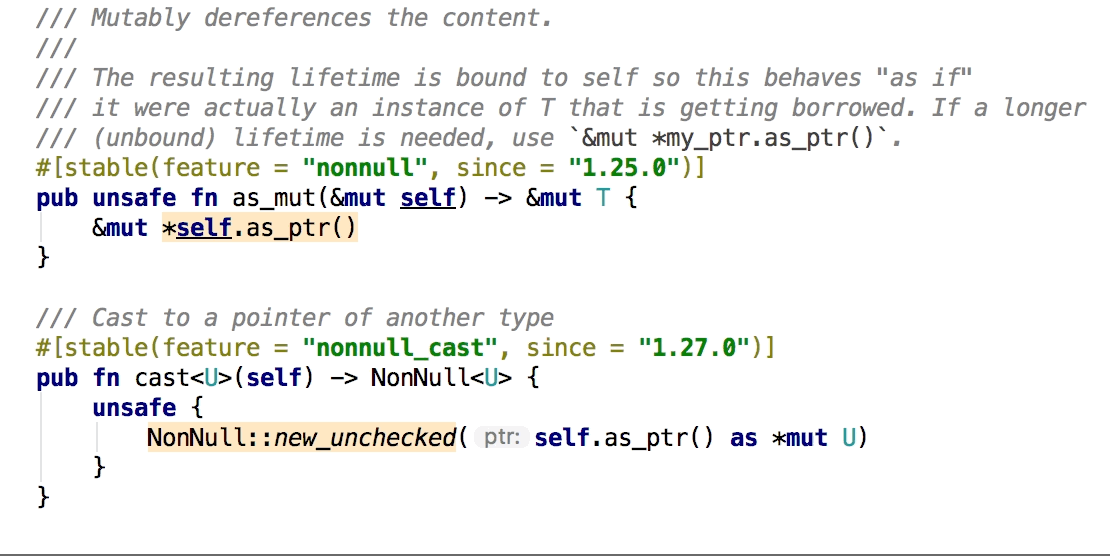 /// Mutably dereferences the content.
///
/// The resulting lifetime is bound to self so this behaves "as if"
/// it were actually an instance of T that is getting borrowed. If a longer
/// (unbound) lifetime is needed, use `&mut *my_ptr.as_ptr()`.
#[stable(feature = "nonnull", since = "1.25.0")]
pub unsafe fn as_mut(&mut self) -> &mut T {
    &mut *self.as_ptr()
}

/// Cast to a pointer of another type
#[stable(feature = "nonnull_cast", since = "1.27.0")]
pub fn cast<U>(self) -> NonNull<U> {
    unsafe {
        NonNull::new_unchecked( ptr: self.as_ptr() as *mut U)
    }
}